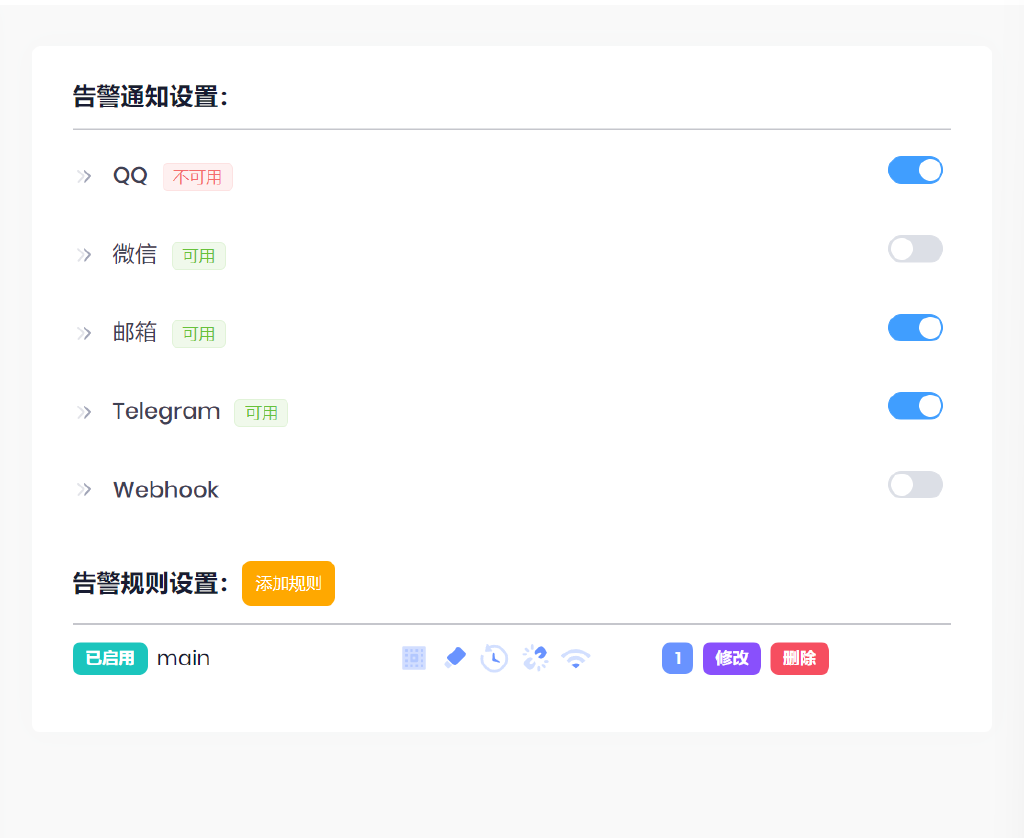 告警通知设置：
QQ 不可用
微信 可用
邮箱 可用
Telegram 可用
Webhook
告警规则设置： 添加规则
已启用 main 1 修改 删除